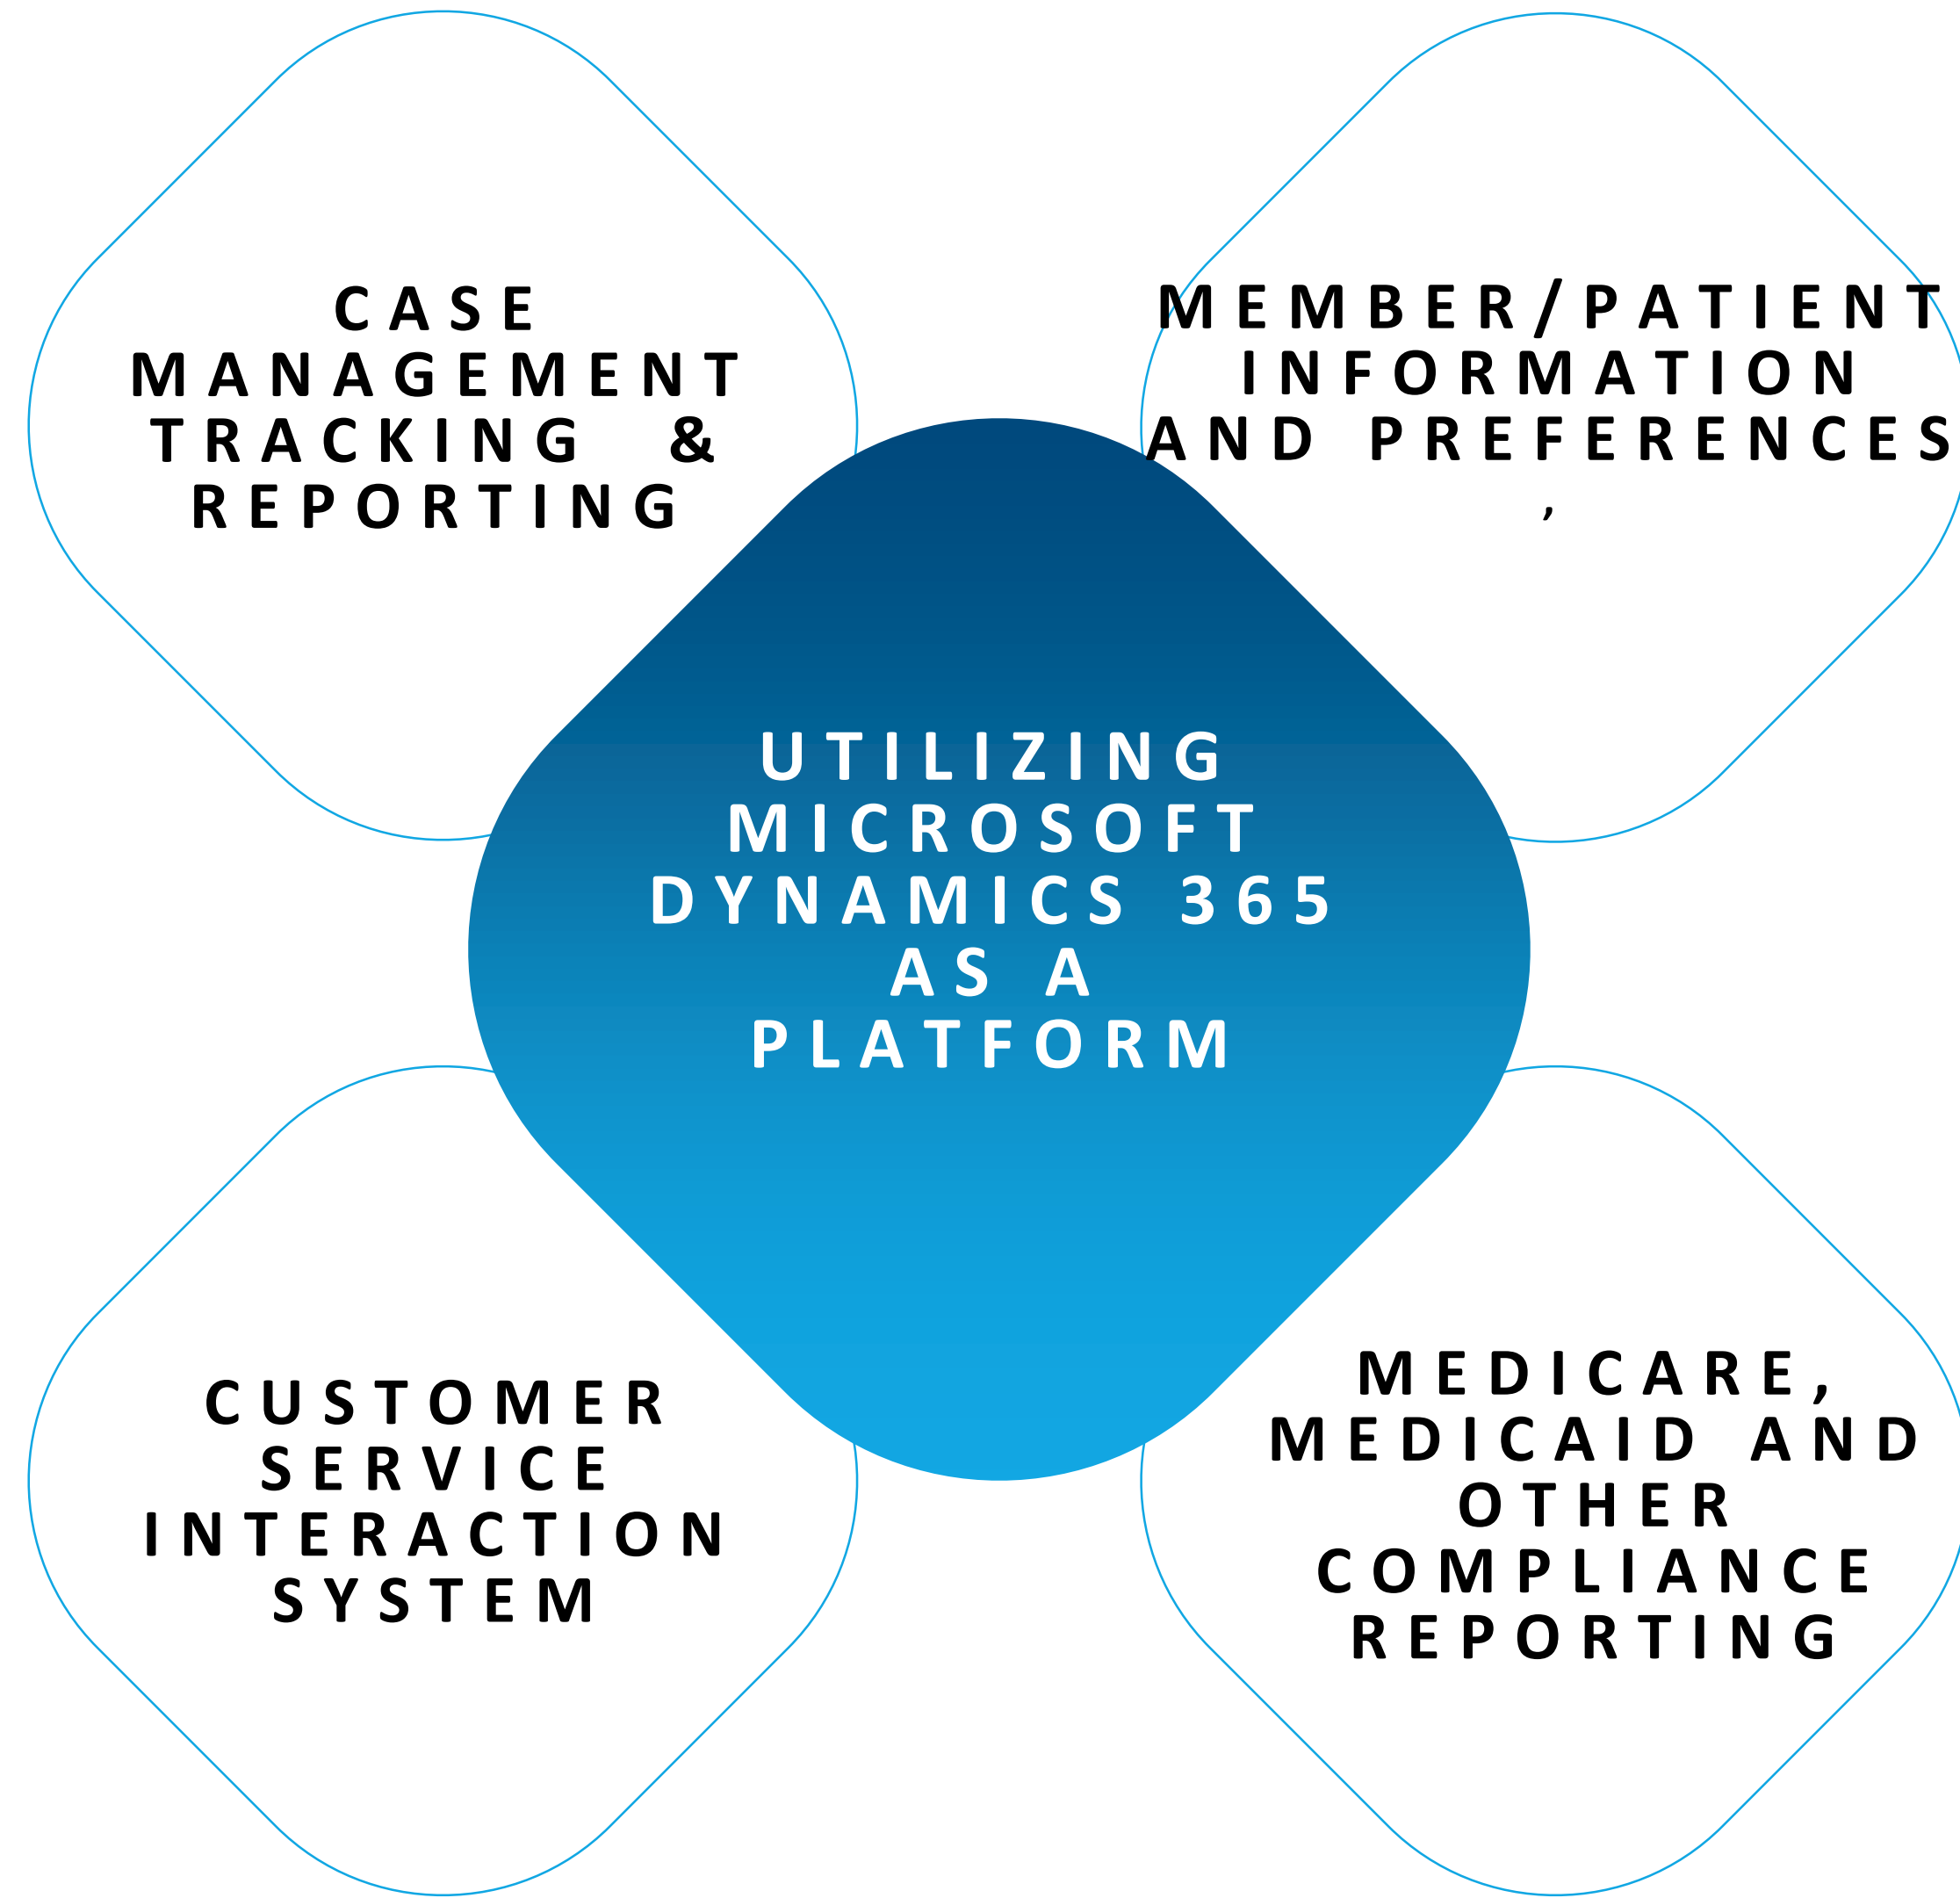 CASE
MANAGEMENT
TRACKING &
REPORTING
MEMBER/PATIENT
INFORMATION
AND PREFERENCES
,
UTILIZING
MICROSOFT
DYNAMICS 365
AS A
PLATFORM
CUSTOMER
SERVICE
INTERACTION
SYSTEM
MEDICARE,
MEDICAID AND
OTHER
COMPLIANCE
REPORTING